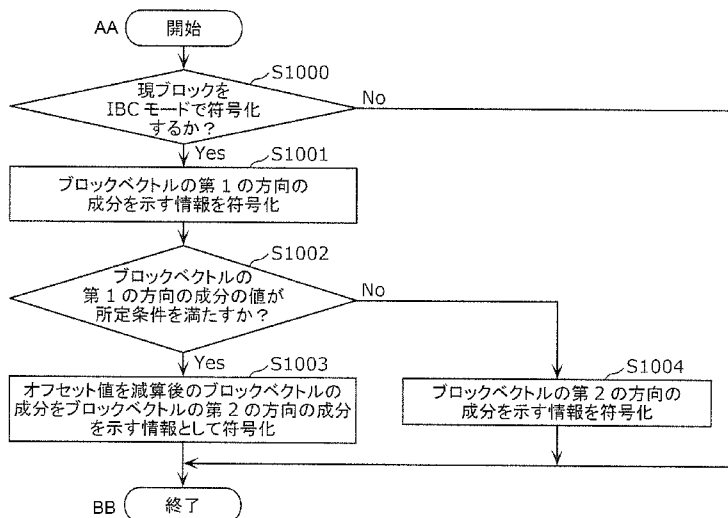 AA
開始
S1000
現ブロックを
IBC モードで符号化
するか？
No
Yes
S1001
ブロックベクトルの第１の方向の
成分を示す情報を符号化
S1002
ブロックベクトルの
第１の方向の成分の値が
所定条件を満たすか？
No
Yes
S1003
オフセット値を減算後のブロックベクトルの
成分をブロックベクトルの第２の方向の成分
を示す情報として符号化
S1004
ブロックベクトルの第２の方向の
成分を示す情報を符号化
BB
終了